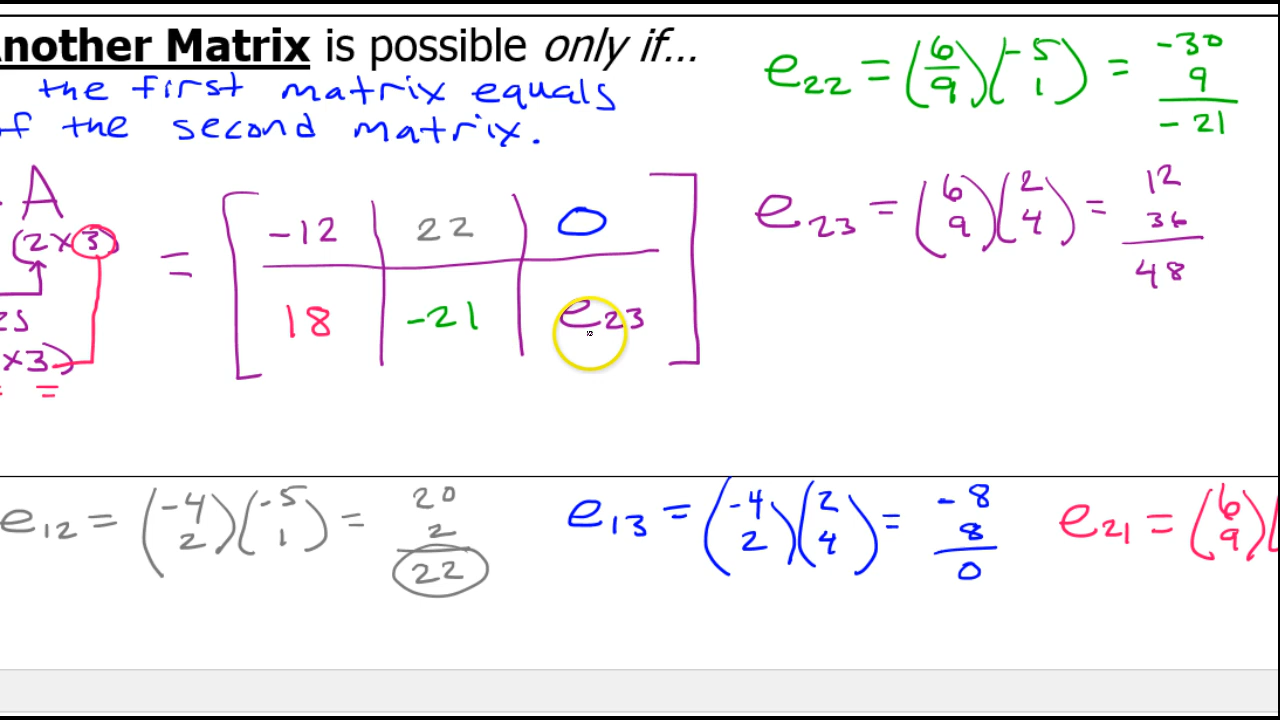 nother Matrix is possible only if...
the first matrix equals
of the second matrix.
A
(2x3)
=
x3)
= =
[ -12 | 22 | 0 ]
[ 18 | -21 | e23 ]
e22 = (6 9)(-5 1) = -30
9
-21
e23 = (6 9)(2 4) = 12
36
48
e12 = (-4 2)(-5 1) = 20
2
22
e13 = (-4 2)(2 4) = -8
8
0
e21 = (6 9)(